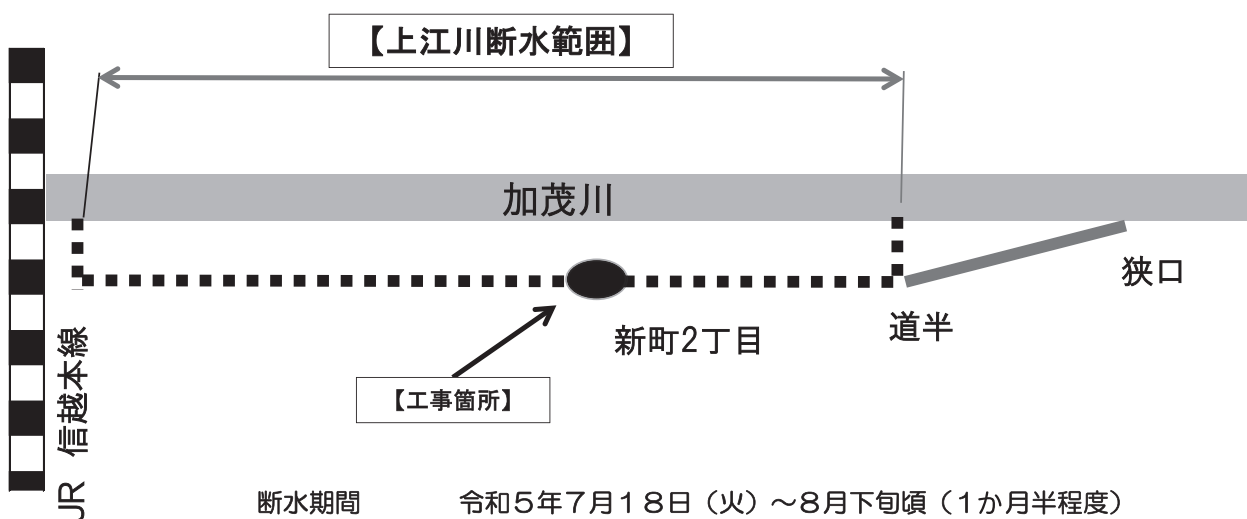 【上江川断水範囲】
加茂川
狭口
道半
新町2丁目
【工事箇所】
JR 信越本線
断水期間 令和5年7月18日（火）～8月下旬頃（1か月半程度）